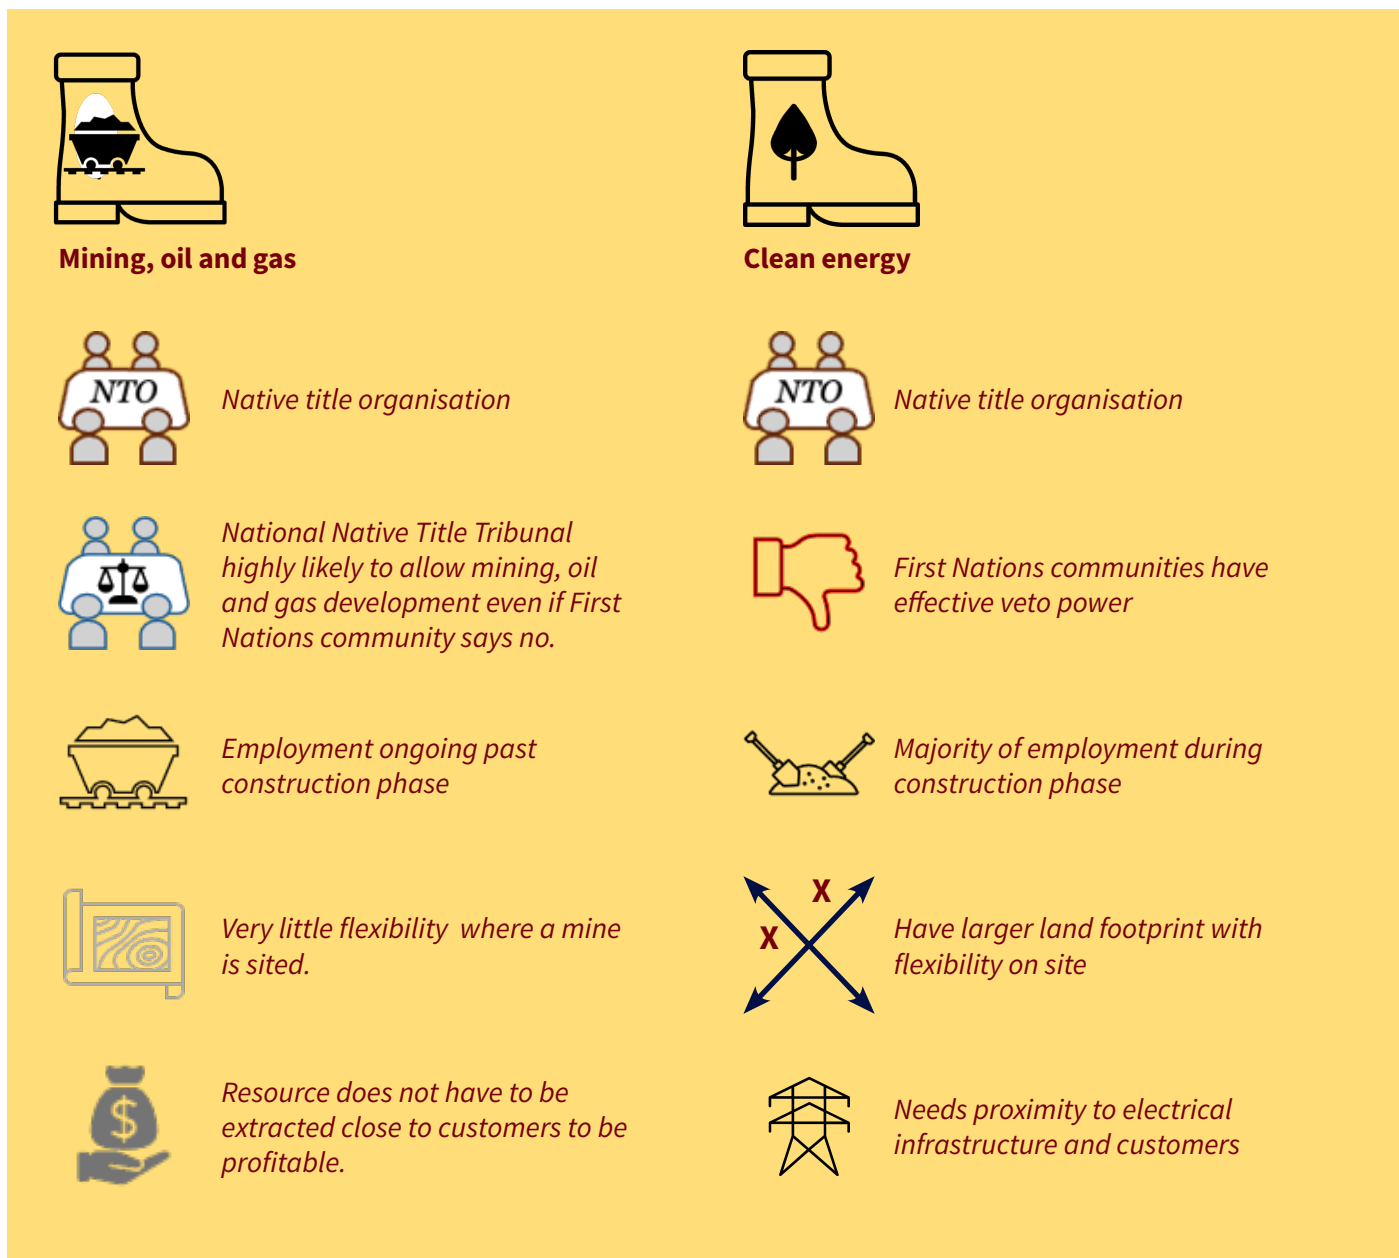 Mining, oil and gas
NTO
Native title organisation
National Native Title Tribunal
highly likely to allow mining, oil
and gas development even if First
Nations community says no.
Employment ongoing past
construction phase
Very little flexibility  where a mine
is sited.
$
Resource does not have to be
extracted close to customers to be
profitable.
Clean energy
NTO
Native title organisation
First Nations communities have
effective veto power
Majority of employment during
construction phase
X
X
Have larger land footprint with
flexibility on site
Needs proximity to electrical
infrastructure and customers